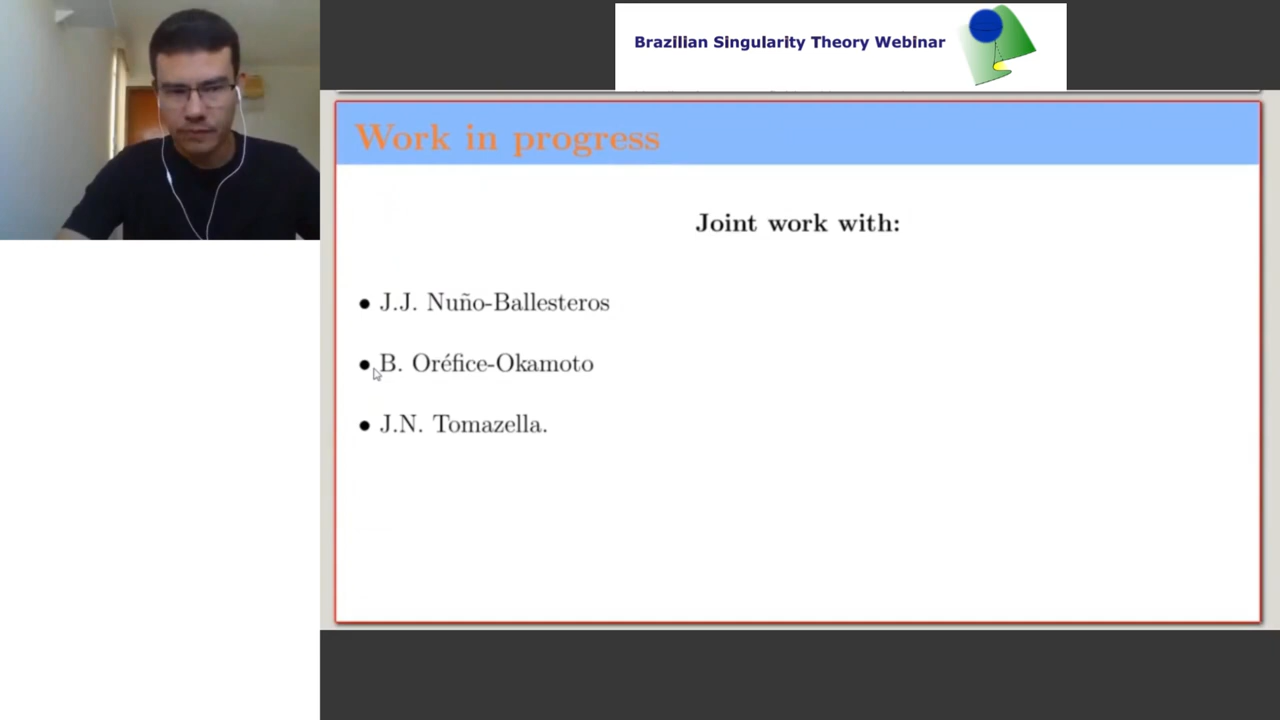 Brazilian Singularity Theory Webinar
Work in progress
Joint work with:
● J.J. Nuño-Ballesteros
● B. Oréfice-Okamoto
● J.N. Tomazella.